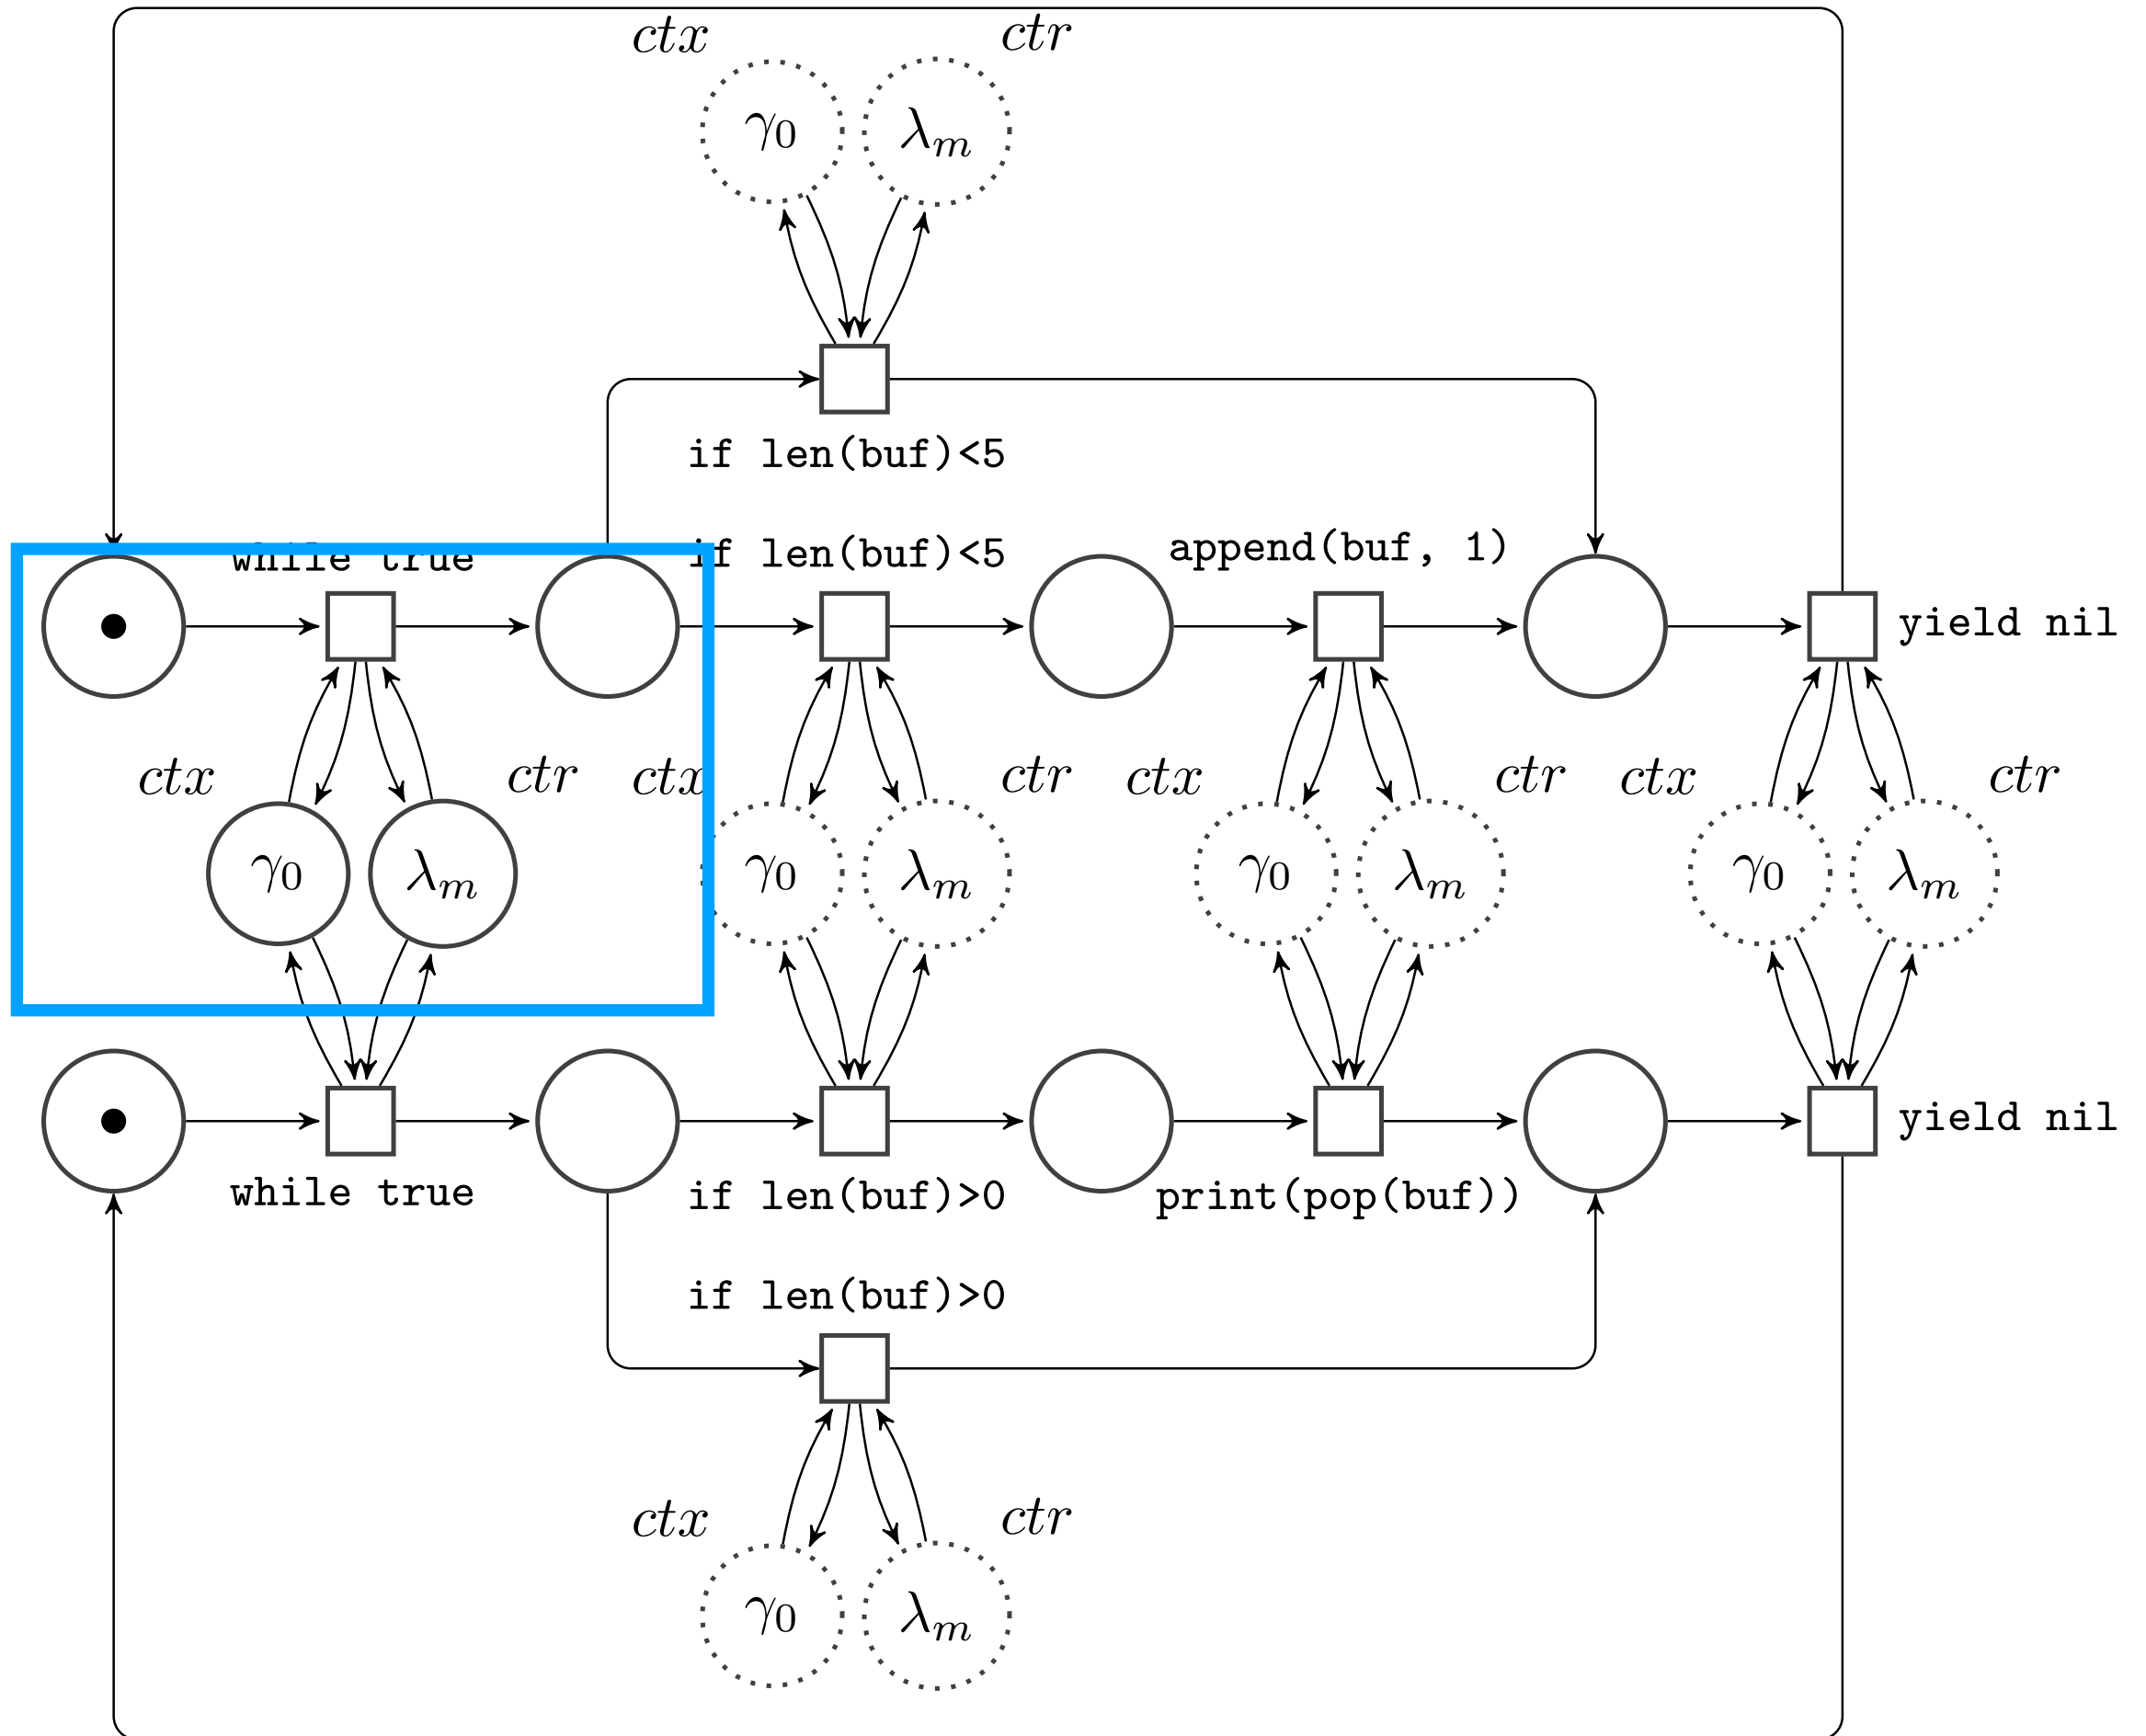 ctx ctr
γ0 λm
if len(buf)<5
while true if len(buf)<5 append(buf, 1)
yield nil
ctx ctr ctx ctr ctx ctr ctx ctr
γ0 λm γ0 λm γ0 λm γ0 λm
yield nil
while true if len(buf)>0 print(pop(buf))
if len(buf)>0
ctx ctr
γ0 λm